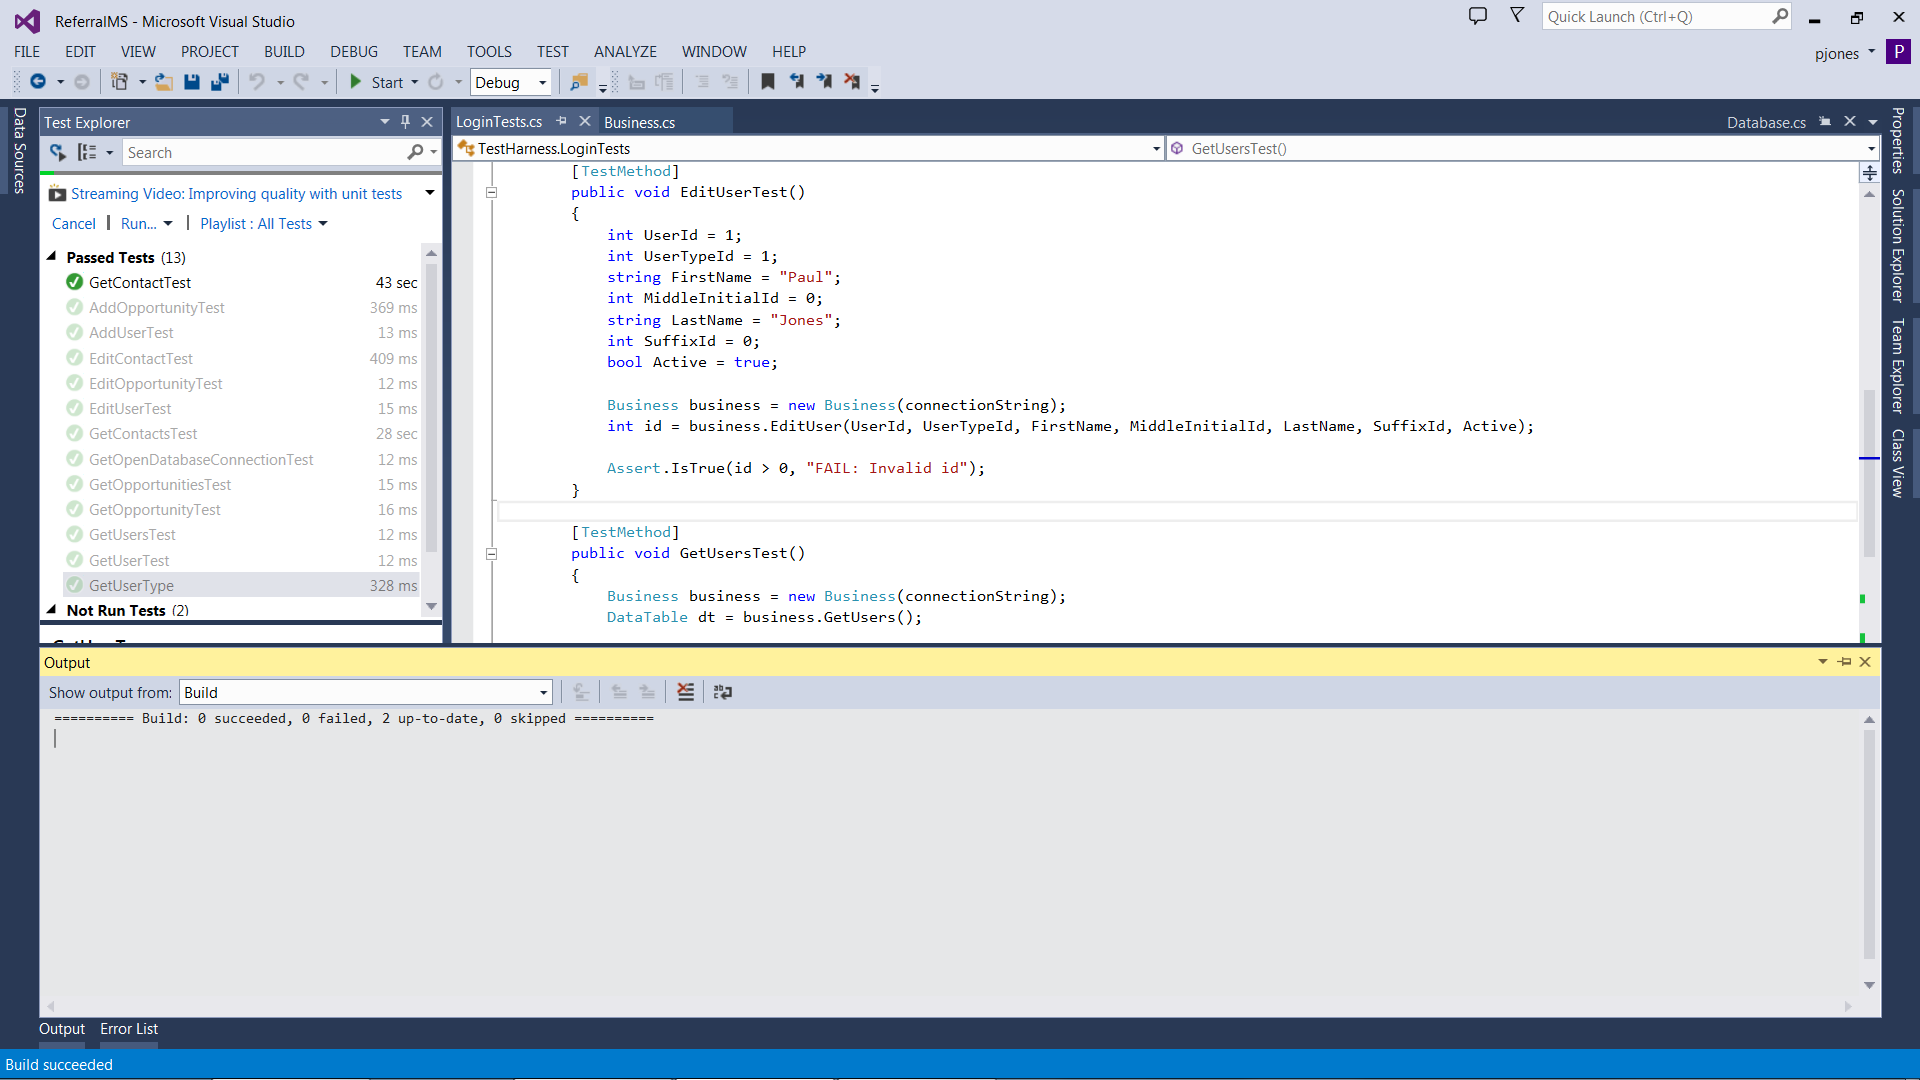 ReferralMS - Microsoft Visual Studio
Quick Launch (Ctrl+Q)
FILE EDIT VIEW PROJECT BUILD DEBUG TEAM TOOLS TEST ANALYZE WINDOW HELP
pjones P
Start Debug
Data Sources
Test Explorer
Search
Streaming Video: Improving quality with unit tests
Cancel Run... Playlist : All Tests
Passed Tests (13)
GetContactTest 43 sec
AddOpportunityTest 369 ms
AddUserTest 13 ms
EditContactTest 409 ms
EditOpportunityTest 12 ms
EditUserTest 15 ms
GetContactsTest 28 sec
GetOpenDatabaseConnectionTest 12 ms
GetOpportunitiesTest 15 ms
GetOpportunityTest 16 ms
GetUsersTest 12 ms
GetUserTest 12 ms
GetUserType 328 ms
Not Run Tests (2)
LoginTests.cs Business.cs Database.cs
TestHarness.LoginTests GetUsersTest()
[TestMethod]
public void EditUserTest()
{
int UserId = 1;
int UserTypeId = 1;
string FirstName = "Paul";
int MiddleInitialId = 0;
string LastName = "Jones";
int SuffixId = 0;
bool Active = true;
Business business = new Business(connectionString);
int id = business.EditUser(UserId, UserTypeId, FirstName, MiddleInitialId, LastName, SuffixId, Active);
Assert.IsTrue(id > 0, "FAIL: Invalid id");
}
[TestMethod]
public void GetUsersTest()
{
Business business = new Business(connectionString);
DataTable dt = business.GetUsers();
Properties
Solution Explorer
Team Explorer
Class View
Output
Show output from: Build
========== Build: 0 succeeded, 0 failed, 2 up-to-date, 0 skipped ==========
Output Error List
Build succeeded